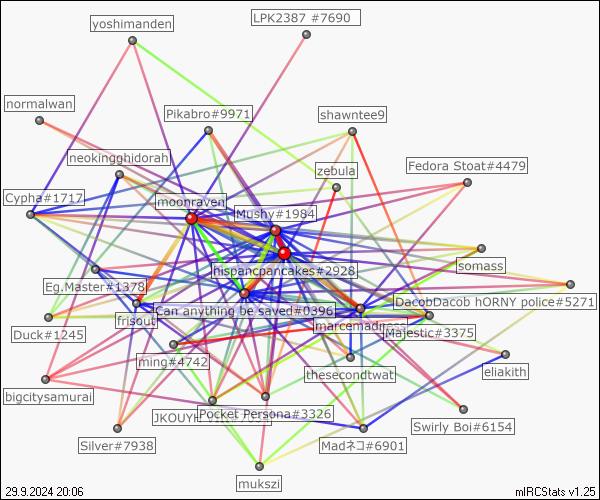 LPK2387 #7690
yoshimanden
normalwan
Pikabro#9971
shawntee9
neokingghidorah
zebula
Fedora Stoat#4479
Cypha#1717
moonraven
Mushy#1984
hispancpancakes#2928
somass
Eg.Master#1378
DacobDacob hORNY police#5271
Can anything be saved#0396
frisout
marcemadness
Duck#1245
Majestic#3375
ming#4742
thesecondtwat
eliakith
bigcitysamurai
JKOUYH
Pocket Persona#3326
Swirly Boi#6154
Silver#7938
Madネコ#6901
mukszi
29.9.2024 20:06
mIRCStats v1.25